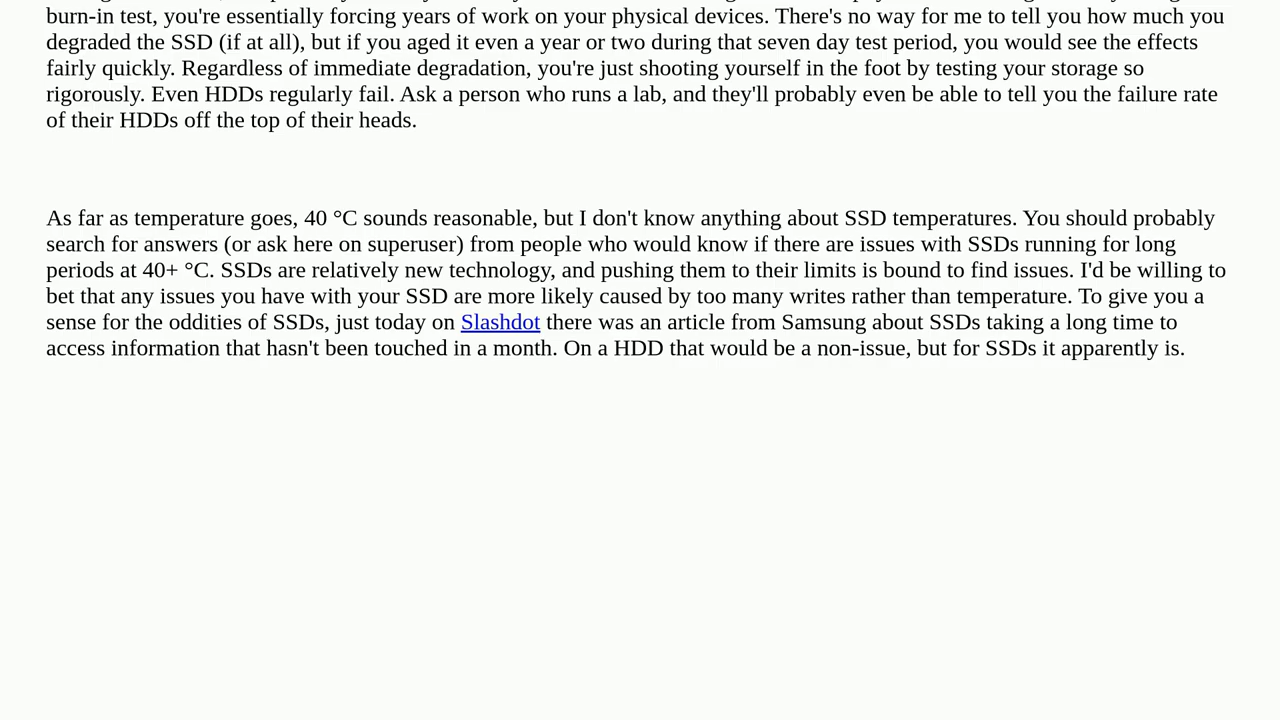 burn-in test, you're essentially forcing years of work on your physical devices. There's no way for me to tell you how much you
degraded the SSD (if at all), but if you aged it even a year or two during that seven day test period, you would see the effects
fairly quickly. Regardless of immediate degradation, you're just shooting yourself in the foot by testing your storage so
rigorously. Even HDDs regularly fail. Ask a person who runs a lab, and they'll probably even be able to tell you the failure rate
of their HDDs off the top of their heads.
As far as temperature goes, 40 °C sounds reasonable, but I don't know anything about SSD temperatures. You should probably
search for answers (or ask here on superuser) from people who would know if there are issues with SSDs running for long
periods at 40+ °C. SSDs are relatively new technology, and pushing them to their limits is bound to find issues. I'd be willing to
bet that any issues you have with your SSD are more likely caused by too many writes rather than temperature. To give you a
sense for the oddities of SSDs, just today on Slashdot there was an article from Samsung about SSDs taking a long time to
access information that hasn't been touched in a month. On a HDD that would be a non-issue, but for SSDs it apparently is.